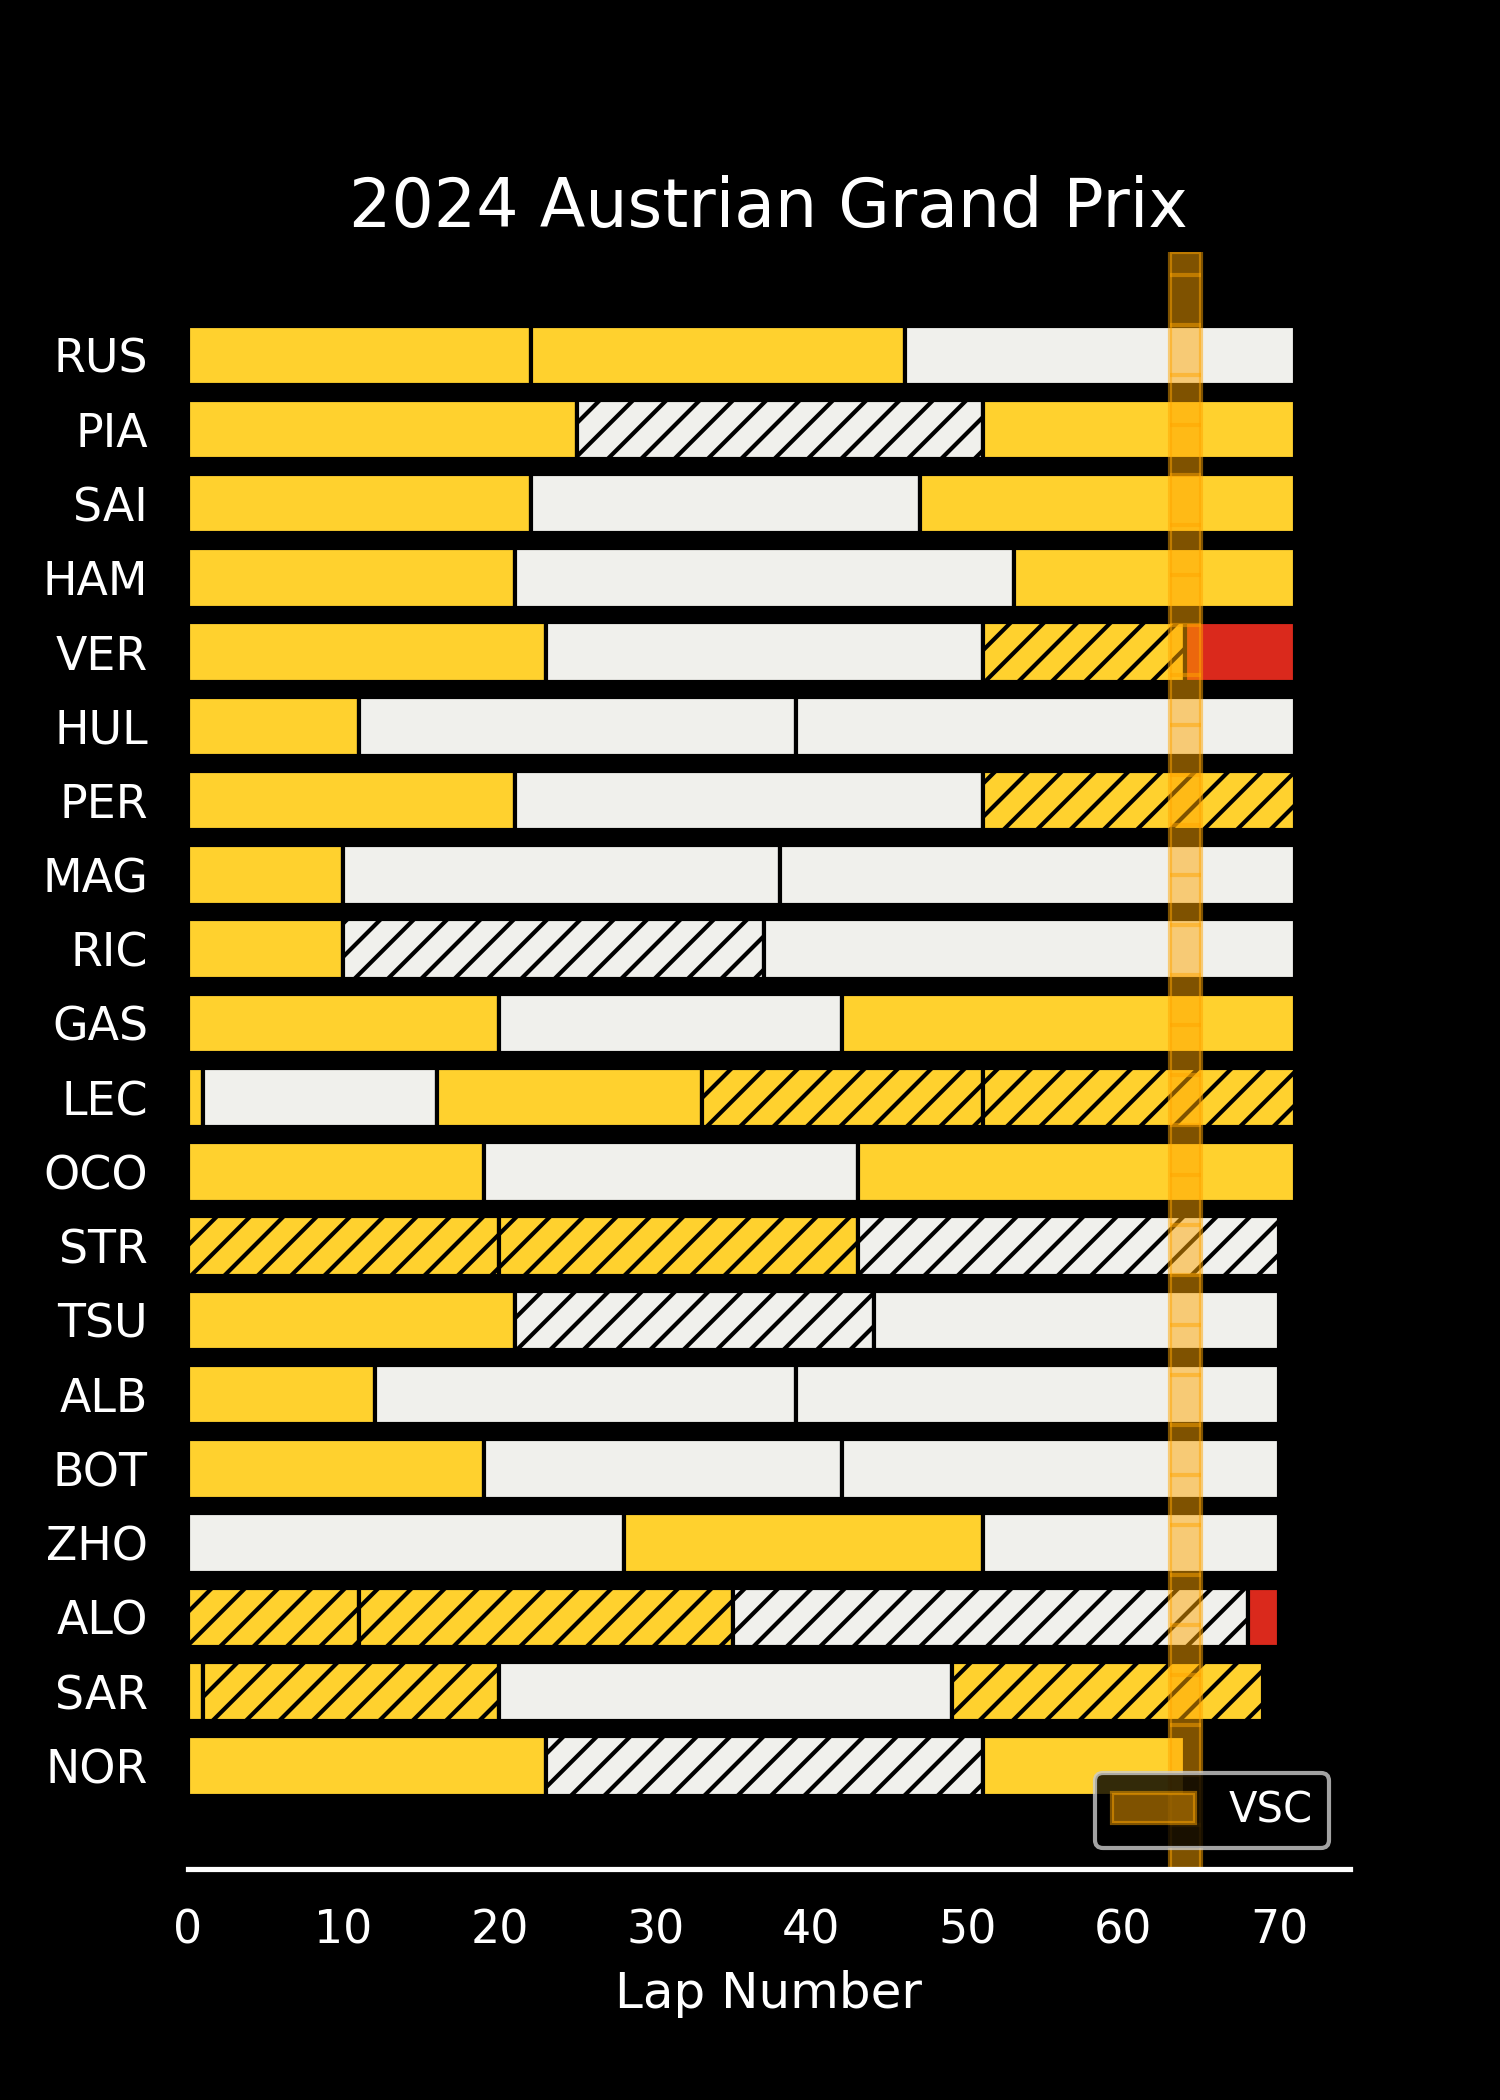 2024 Austrian Grand Prix
RUS
PIA
SAI
HAM
VER
HUL
PER
MAG
RIC
GAS
LEC
OCO
STR
TSU
ALB
BOT
ZHO
ALO
SAR
NOR
VSC
0 10 20 30 40 50 60 70
Lap Number